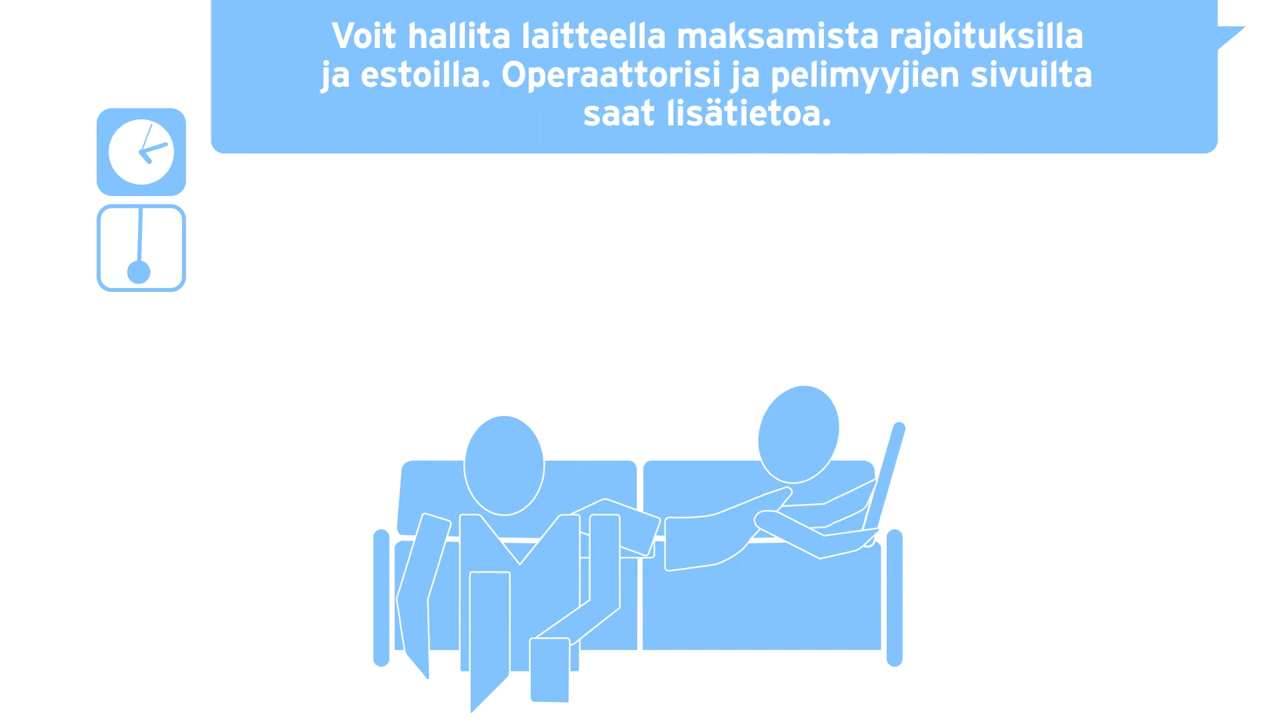 Voit hallita laitteella maksamista rajoituksilla
ja estoilla. Operaattorisi ja pelimyyjien sivuilta
saat lisätietoa.